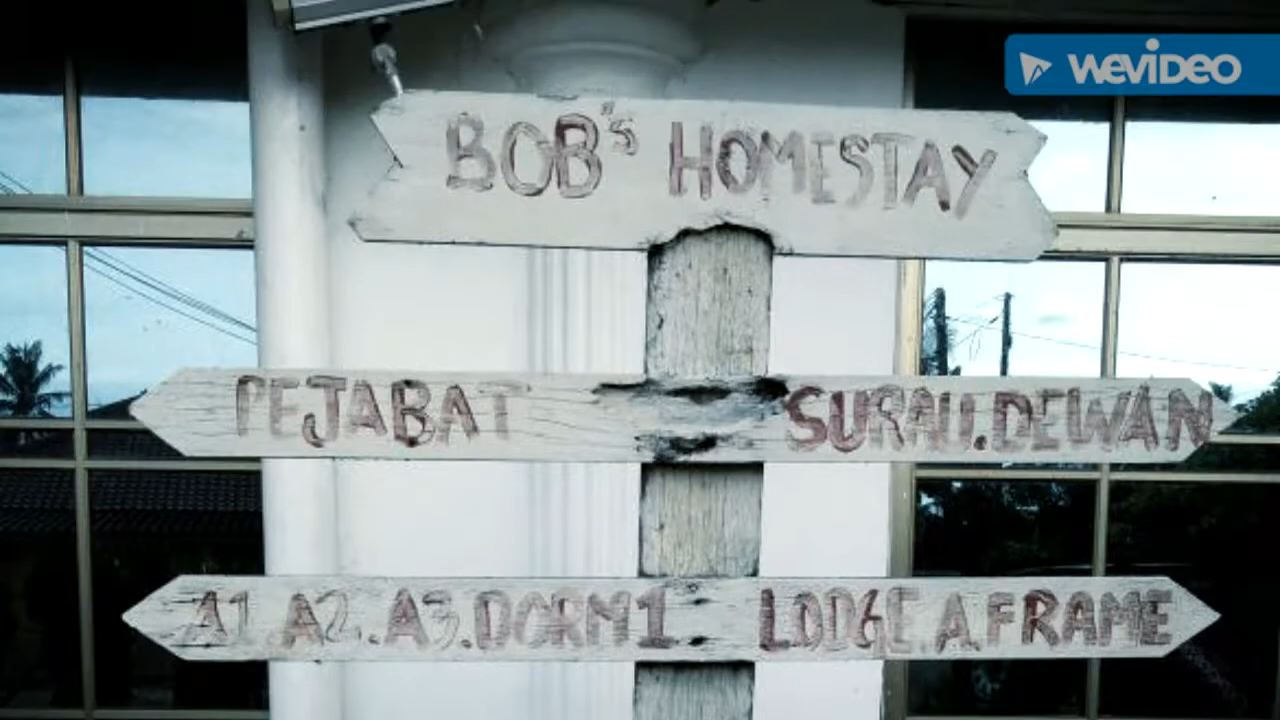 WEVIDEO
BOB'S HOMESTAY
PEJABAT SURAU.DEWAN
A1.A2.A3.DORM1 LODGE.A.FRAME